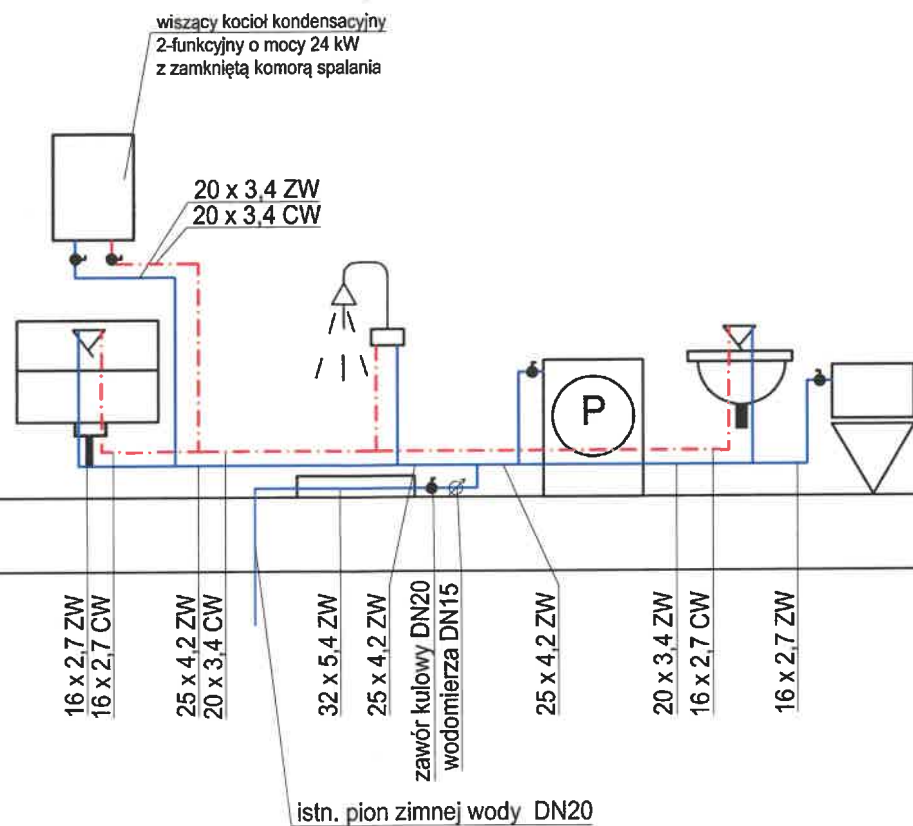 wiszący kocioł kondensacyjny
2-funkcyjny o mocy 24 kW
z zamkniętą komorą spalania
20 x 3,4 ZW
20 x 3,4 CW
P
16 x 2,7 ZW
16 x 2,7 CW
25 x 4,2 ZW
20 x 3,4 CW
32 x 5,4 ZW
25 x 4,2 ZW
zawór kulowy DN20
wodomierza DN15
25 x 4,2 ZW
20 x 3,4 ZW
16 x 2,7 CW
16 x 2,7 ZW
istn. pion zimnej wody DN20